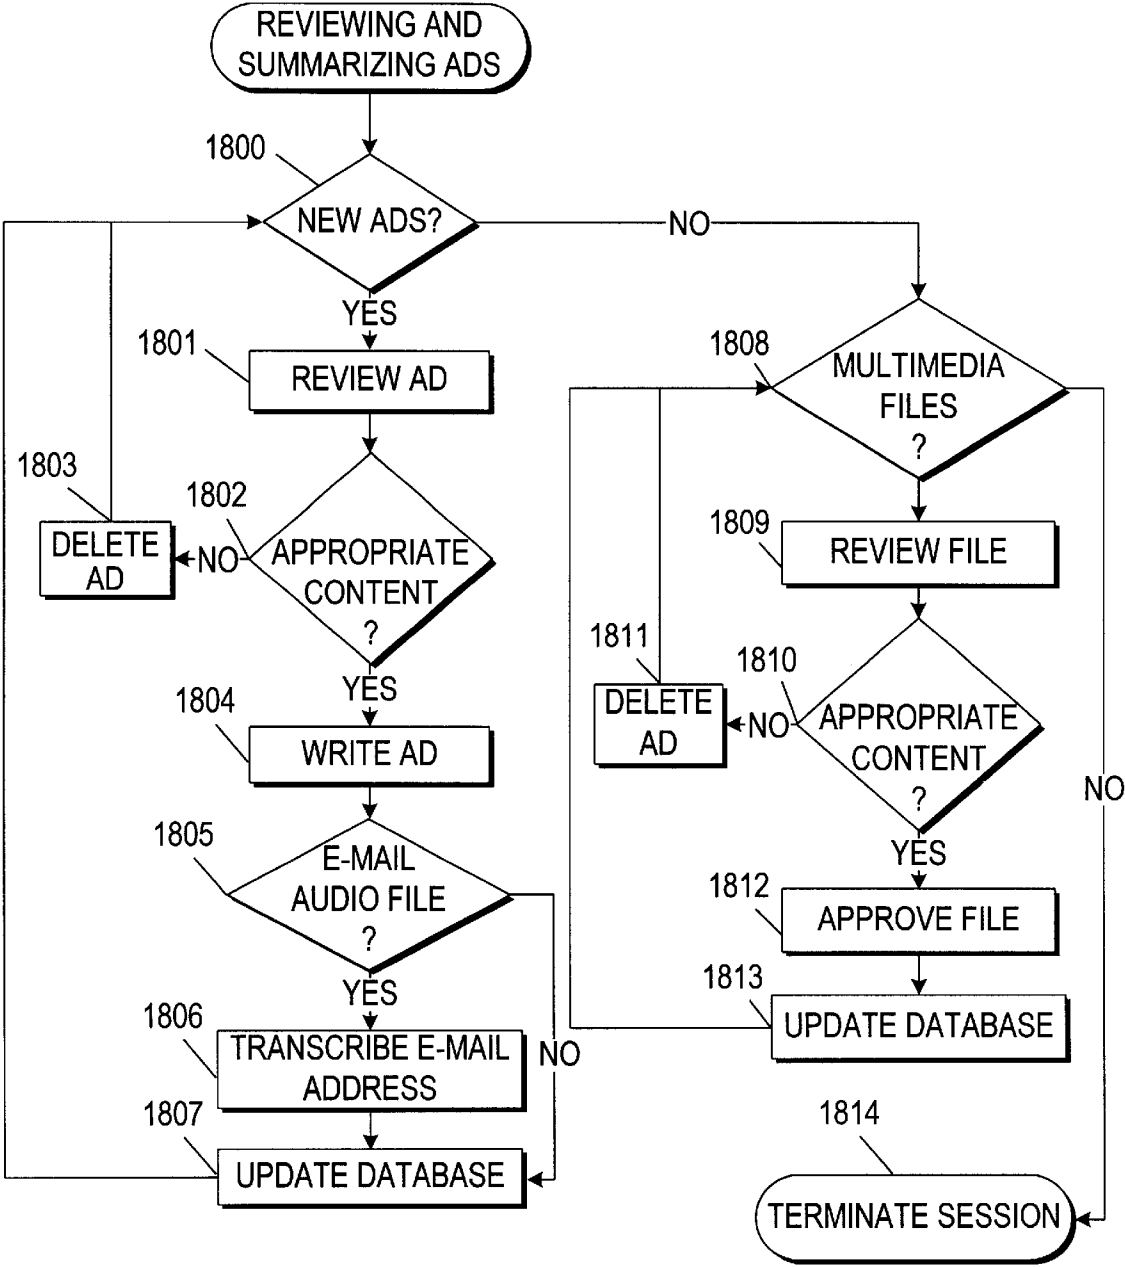 REVIEWING AND
SUMMARIZING ADS
1800
NEW ADS?
NO
YES
1801
REVIEW AD
1808
MULTIMEDIA
FILES
?
1803
DELETE
AD
NO
1802
APPROPRIATE
CONTENT
?
YES
1809
REVIEW FILE
1811
DELETE
AD
NO
1810
APPROPRIATE
CONTENT
?
NO
YES
1804
WRITE AD
1805
E-MAIL
AUDIO FILE
?
YES
NO
1812
APPROVE FILE
1813
UPDATE DATABASE
1806
TRANSCRIBE E-MAIL
ADDRESS
1807
UPDATE DATABASE
1814
TERMINATE SESSION